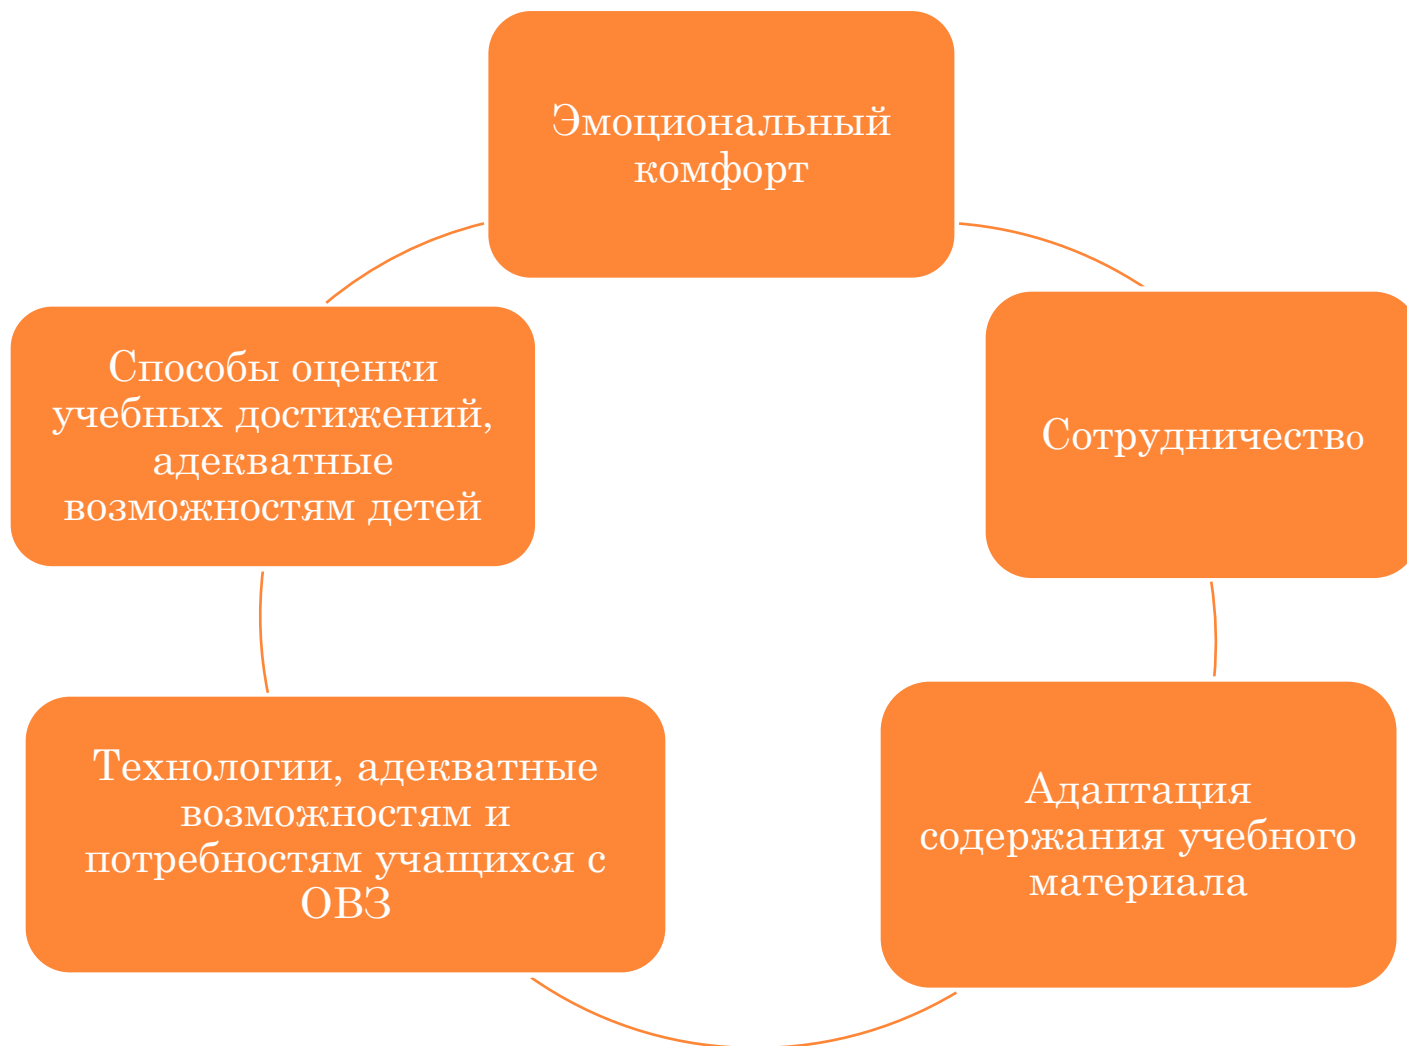 Эмоциональный
комфорт
Сотрудничество
Адаптация
содержания учебного
материала
Технологии, адекватные
возможностям и
потребностям учащихся с
ОВЗ
Способы оценки
учебных достижений,
адекватные
возможностям детей